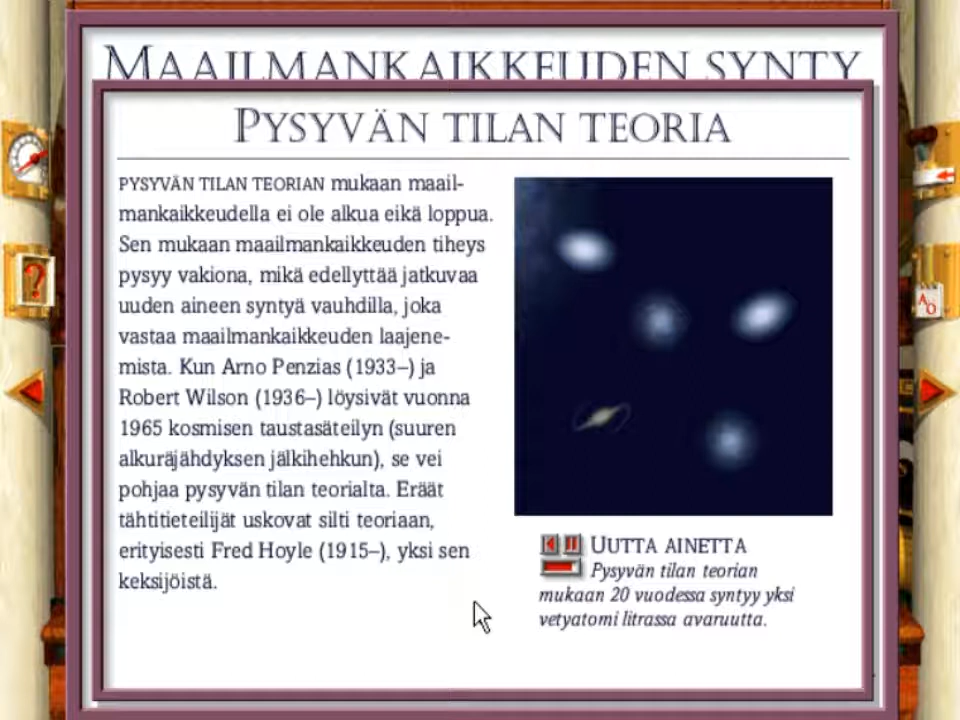 MAAILMANKAIKKEUDEN SYNTY
PYSYVÄN TILAN TEORIA
PYSYVÄN TILAN TEORIAN mukaan maail-
mankaikkeudella ei ole alkua eikä loppua.
Sen mukaan maailmankaikkeuden tiheys
pysyy vakiona, mikä edellyttää jatkuvaa
uuden aineen syntyä vauhdilla, joka
vastaa maailmankaikkeuden laajene-
mista. Kun Arno Penzias (1933–) ja
Robert Wilson (1936–) löysivät vuonna
1965 kosmisen taustasäteilyn (suuren
alkuräjähdyksen jälkihehkun), se vei
pohjaa pysyvän tilan teorialta. Eräät
tähtitieteilijät uskovat silti teoriaan,
erityisesti Fred Hoyle (1915–), yksi sen
keksijöistä.
UUTTA AINETTA
Pysyvän tilan teorian
mukaan 20 vuodessa syntyy yksi
vetyatomi litrassa avaruutta.
?
AÖ